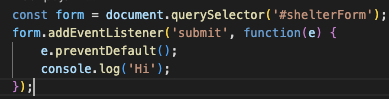 const form = document.querySelector('#shelterForm');
form.addEventListener('submit', function(e) {
    e.preventDefault();
    console.log('Hi');
});